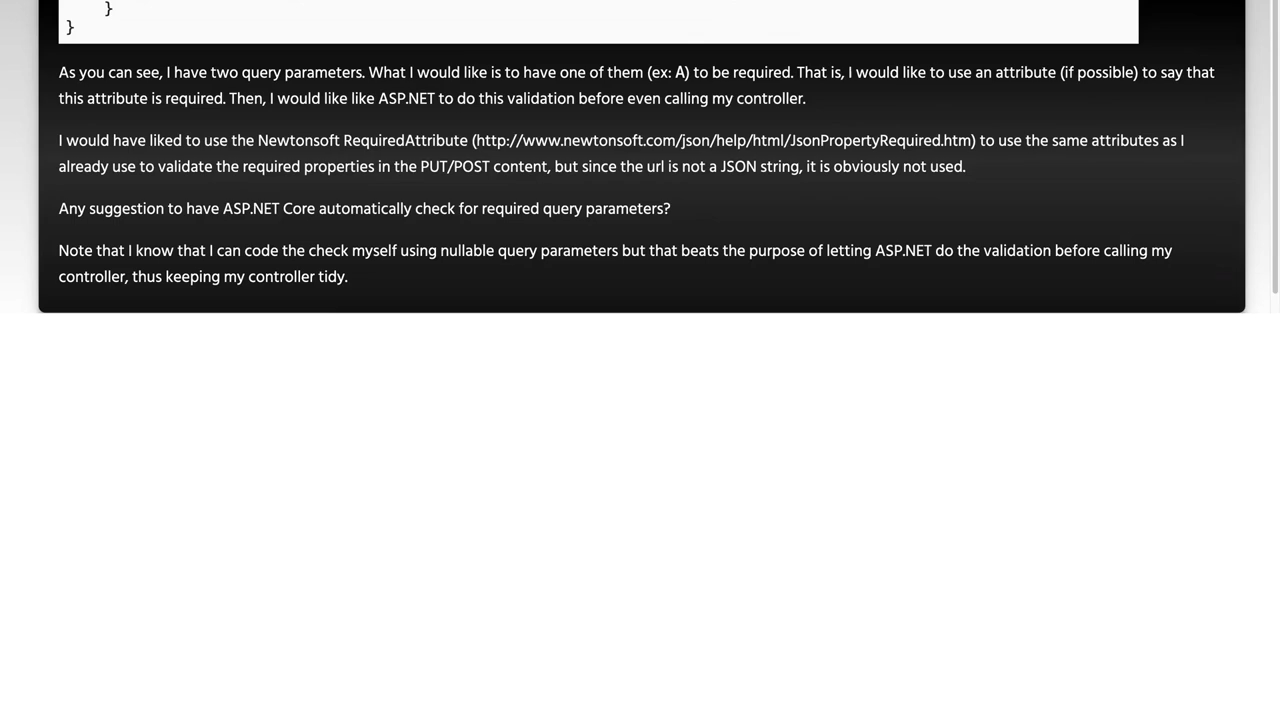 }
}
As you can see, I have two query parameters. What I would like is to have one of them (ex: A) to be required. That is, I would like to use an attribute (if possible) to say that
this attribute is required. Then, I would like like ASP.NET to do this validation before even calling my controller.
I would have liked to use the Newtonsoft RequiredAttribute (http://www.newtonsoft.com/json/help/html/JsonPropertyRequired.htm) to use the same attributes as I
already use to validate the required properties in the PUT/POST content, but since the url is not a JSON string, it is obviously not used.
Any suggestion to have ASP.NET Core automatically check for required query parameters?
Note that I know that I can code the check myself using nullable query parameters but that beats the purpose of letting ASP.NET do the validation before calling my
controller, thus keeping my controller tidy.